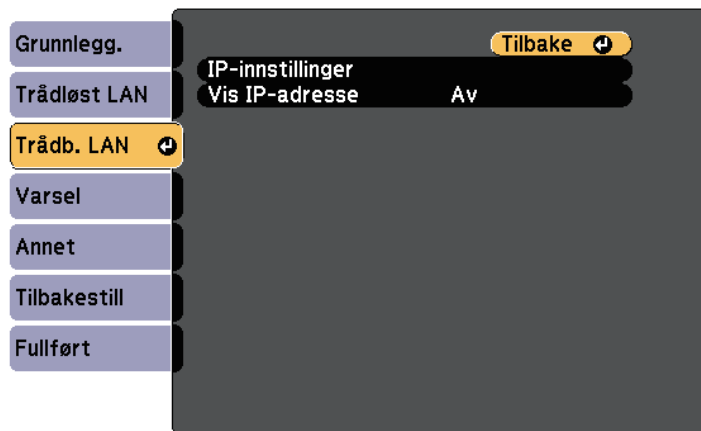 Grunnlegg.
Trådløst LAN
Trådb. LAN
Varsel
Annet
Tilbakestill
Fullført
Tilbake
IP-innstillinger
Vis IP-adresse Av